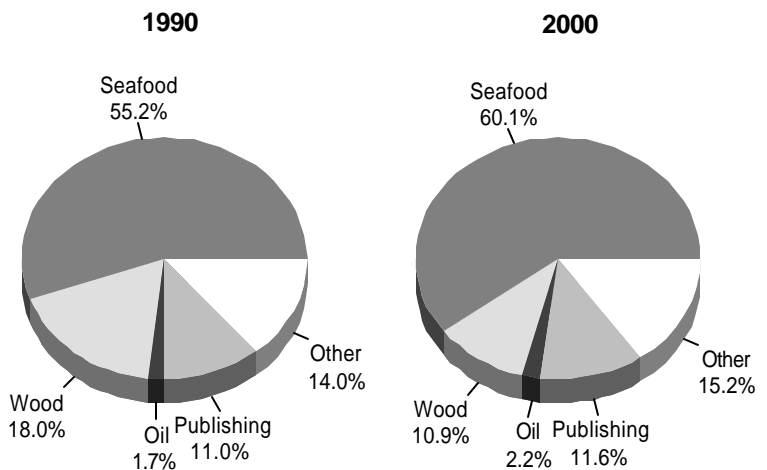 1990
Seafood
55.2%
Other
14.0%
Publishing
11.0%
Oil
1.7%
Wood
18.0%
2000
Seafood
60.1%
Other
15.2%
Publishing
11.6%
Oil
2.2%
Wood
10.9%